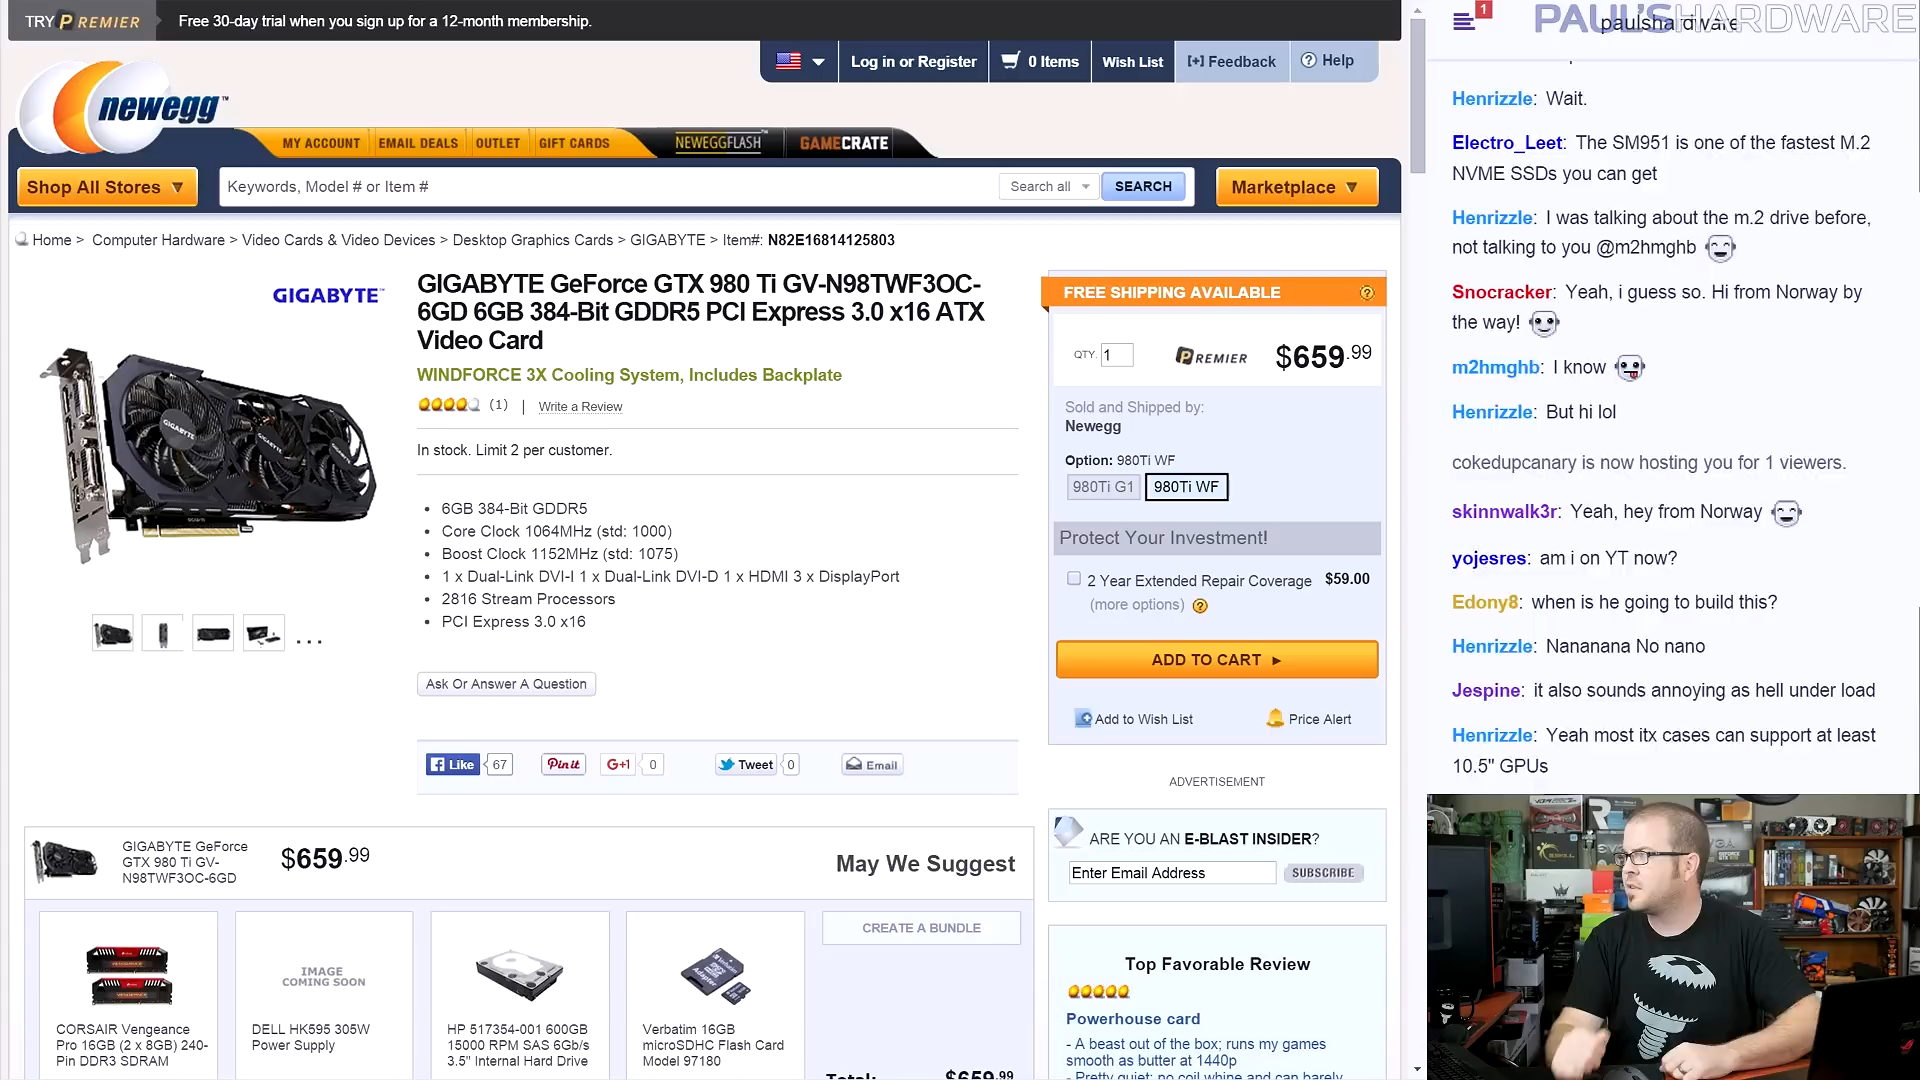 TRY PREMIER
Free 30-day trial when you sign up for a 12-month membership.
Log in or Register
0 Items
Wish List
[+] Feedback
Help
newegg™
MY ACCOUNT
EMAIL DEALS
OUTLET
GIFT CARDS
NEWEGGFLASH
GAMECRATE
Shop All Stores
Keywords, Model # or Item #
Search all
SEARCH
Marketplace
Home > Computer Hardware > Video Cards & Video Devices > Desktop Graphics Cards > GIGABYTE > Item#: N82E16814125803
GIGABYTE™
GIGABYTE GeForce GTX 980 Ti GV-N98TWF3OC-
6GD 6GB 384-Bit GDDR5 PCI Express 3.0 x16 ATX
Video Card
WINDFORCE 3X Cooling System, Includes Backplate
(1) | Write a Review
In stock. Limit 2 per customer.
• 6GB 384-Bit GDDR5
• Core Clock 1064MHz (std: 1000)
• Boost Clock 1152MHz (std: 1075)
• 1 x Dual-Link DVI-I 1 x Dual-Link DVI-D 1 x HDMI 3 x DisplayPort
• 2816 Stream Processors
• PCI Express 3.0 x16
...
Ask Or Answer A Question
Like 67
Pin it
G+1 0
Tweet 0
Email
FREE SHIPPING AVAILABLE
QTY. 1
PREMIER
$659.99
Sold and Shipped by:
Newegg
Option: 980Ti WF
980Ti G1
980Ti WF
Protect Your Investment!
2 Year Extended Repair Coverage $59.00
(more options)
ADD TO CART
Add to Wish List
Price Alert
ADVERTISEMENT
ARE YOU AN E-BLAST INSIDER?
Enter Email Address
SUBSCRIBE
Top Favorable Review
Powerhouse card
- A beast out of the box; runs my games
smooth as butter at 1440p
- Pretty quiet; no coil whine and can barely
GIGABYTE GeForce
GTX 980 Ti GV-
N98TWF3OC-6GD
$659.99
May We Suggest
CORSAIR Vengeance
Pro 16GB (2 x 8GB) 240-
Pin DDR3 SDRAM
IMAGE
COMING SOON
DELL HK595 305W
Power Supply
HP 517354-001 600GB
15000 RPM SAS 6Gb/s
3.5" Internal Hard Drive
Verbatim 16GB
microSDHC Flash Card
Model 97180
CREATE A BUNDLE
Total: $659.99
1
PAUL'SHARDWARE
paulshardware
Henrizzle: Wait.
Electro_Leet: The SM951 is one of the fastest M.2
NVME SSDs you can get
Henrizzle: I was talking about the m.2 drive before,
not talking to you @m2hmghb
Snocracker: Yeah, i guess so. Hi from Norway by
the way!
m2hmghb: I know
Henrizzle: But hi lol
cokedupcanary is now hosting you for 1 viewers.
skinnwalk3r: Yeah, hey from Norway
yojesres: am i on YT now?
Edony8: when is he going to build this?
Henrizzle: Nananana No nano
Jespine: it also sounds annoying as hell under load
Henrizzle: Yeah most itx cases can support at least
10.5" GPUs